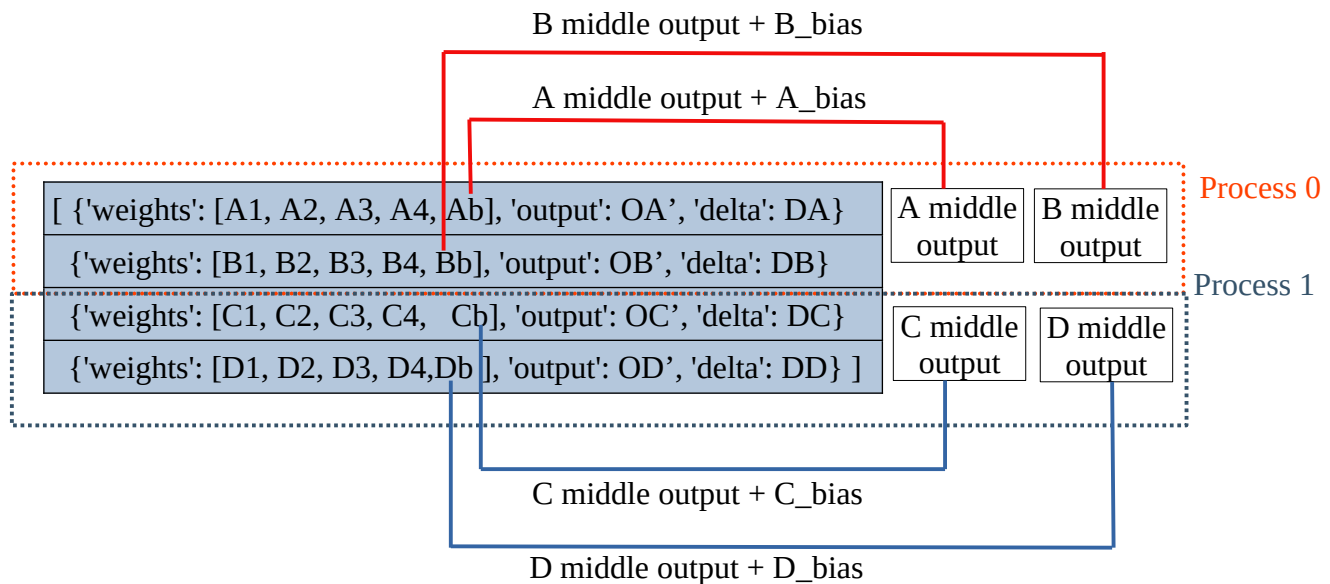 B middle output + B_bias
A middle output + A_bias
Process 0
[ {'weights': [A1, A2, A3, A4, Ab], 'output': OA’, 'delta': DA}
A middle
output
B middle
output
{'weights': [B1, B2, B3, B4, Bb], 'output': OB’, 'delta': DB}
Process 1
{'weights': [C1, C2, C3, C4, Cb], 'output': OC’, 'delta': DC}
C middle
output
D middle
output
{'weights': [D1, D2, D3, D4,Db ], 'output': OD’, 'delta': DD} ]
C middle output + C_bias
D middle output + D_bias